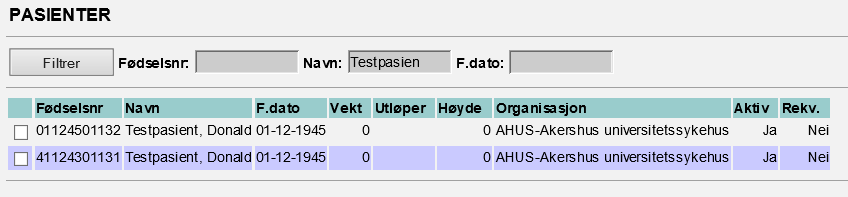 PASIENTER
Filtrer Fødselsnr: Navn: Testpasien F.dato:
Fødselsnr Navn F.dato Vekt Utløper Høyde Organisasjon Aktiv Rekv.
01124501132 Testpasient, Donald 01-12-1945 0 0 AHUS-Akershus universitetssykehus Ja Nei
41124301131 Testpasient, Donald 01-12-1945 0 0 AHUS-Akershus universitetssykehus Ja Nei